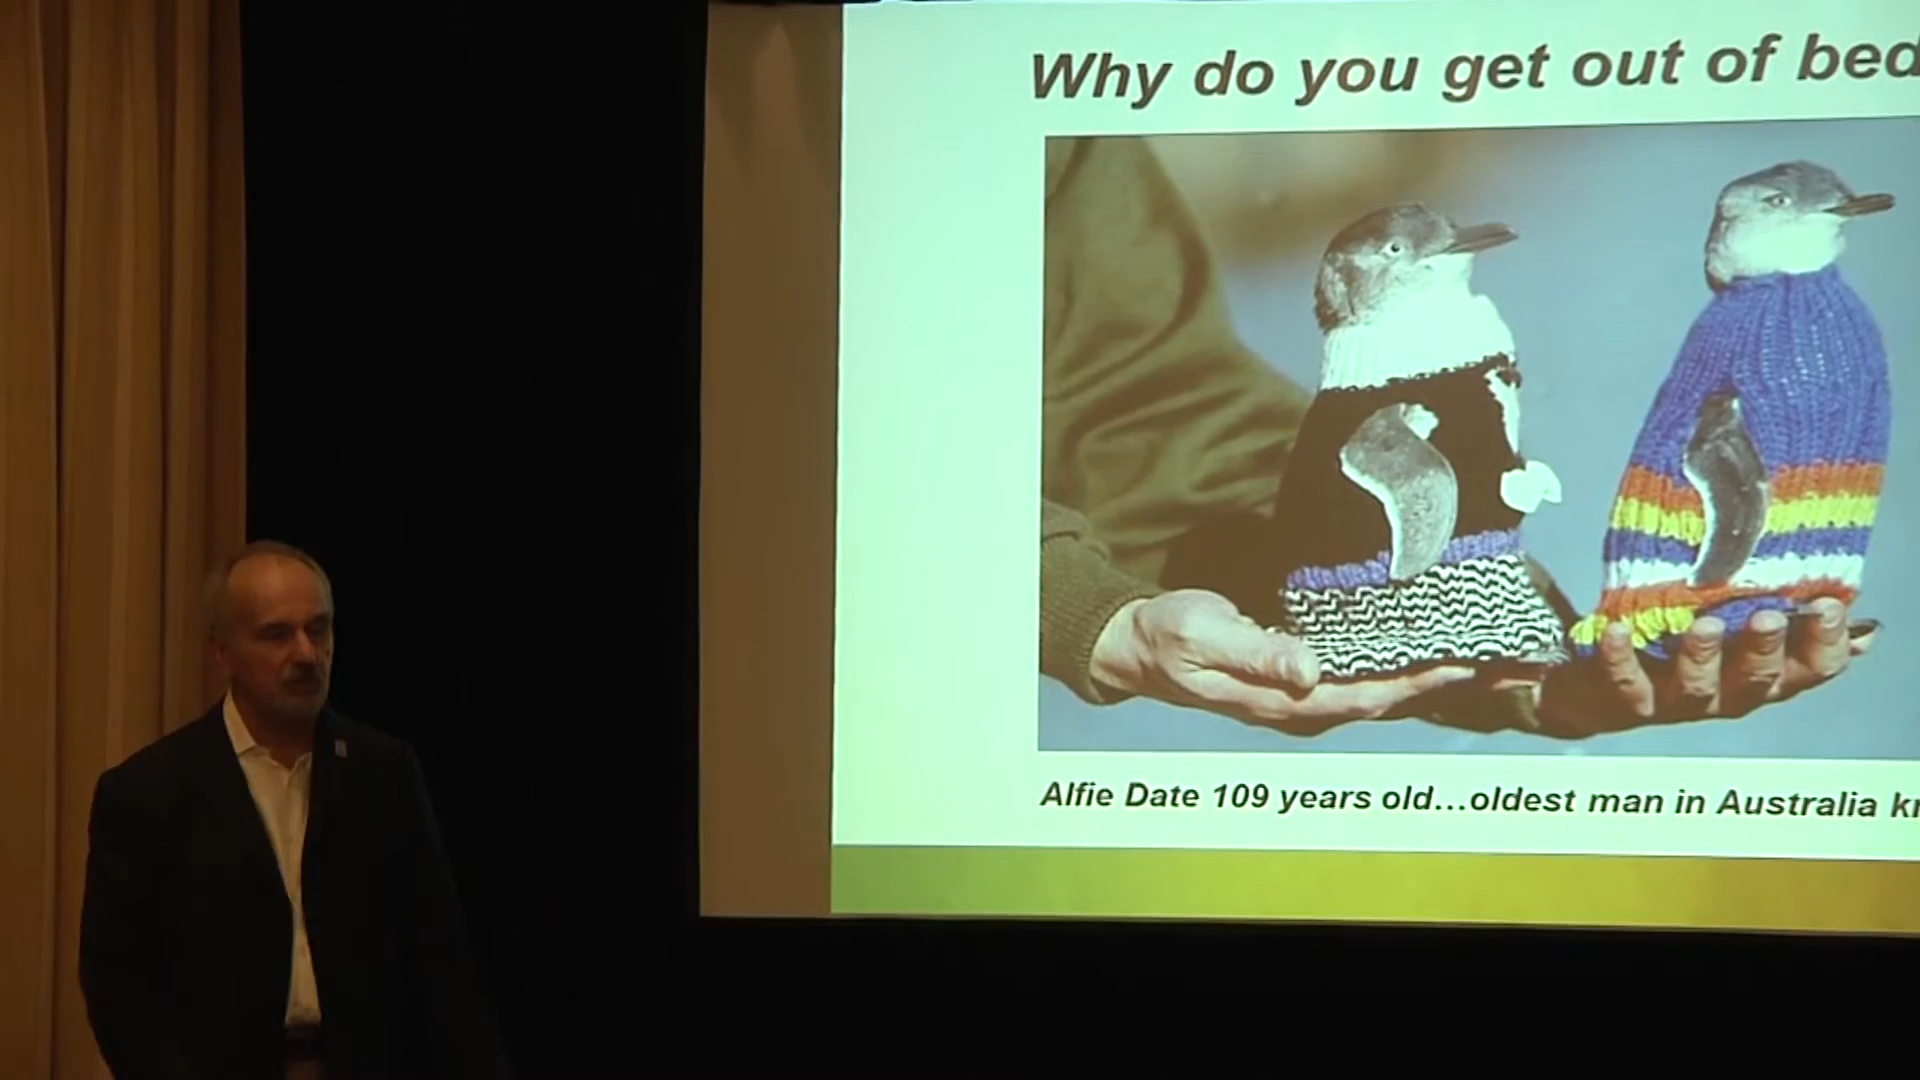 Why do you get out of bed
Alfie Date 109 years old...oldest man in Australia